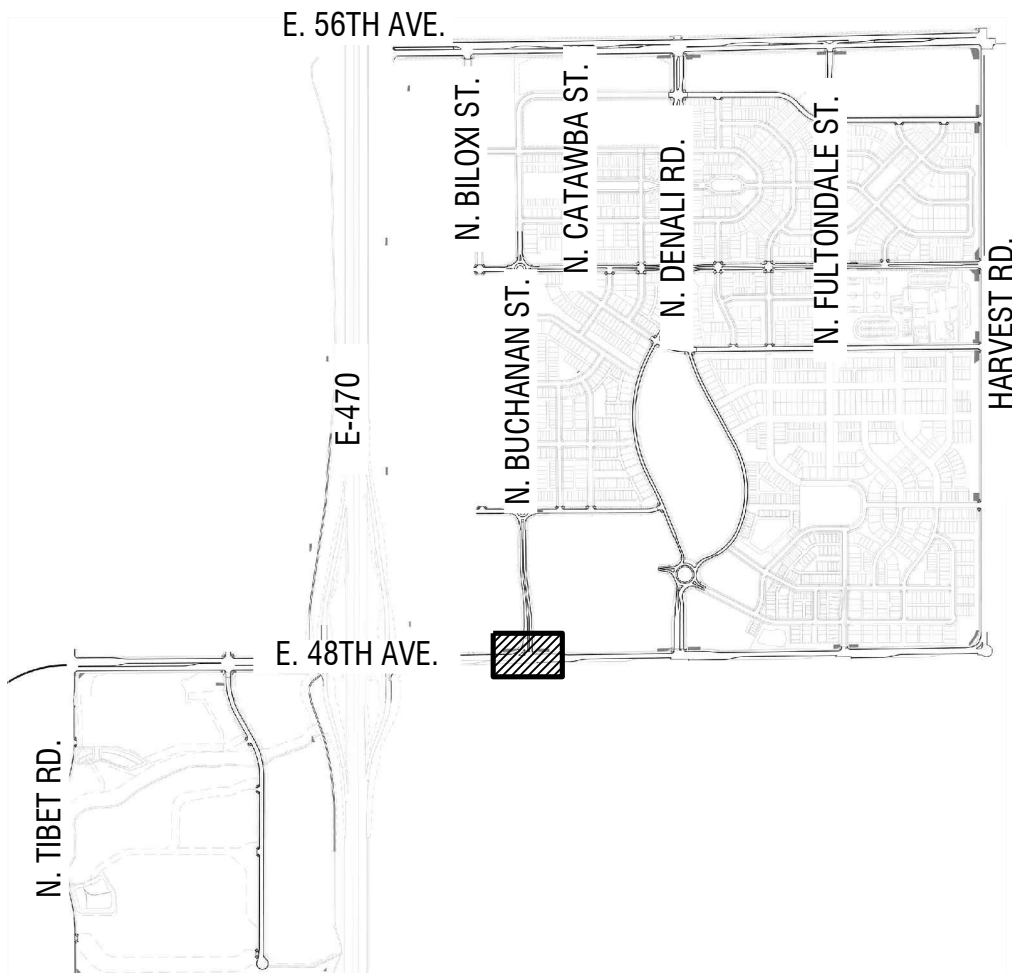 E. 56TH AVE.
N. BILOXI ST.
N. CATAWBA ST.
N. DENALI RD.
N. FULTONDALE ST.
HARVEST RD.
N. BUCHANAN ST.
E-470
E. 48TH AVE.
N. TIBET RD.